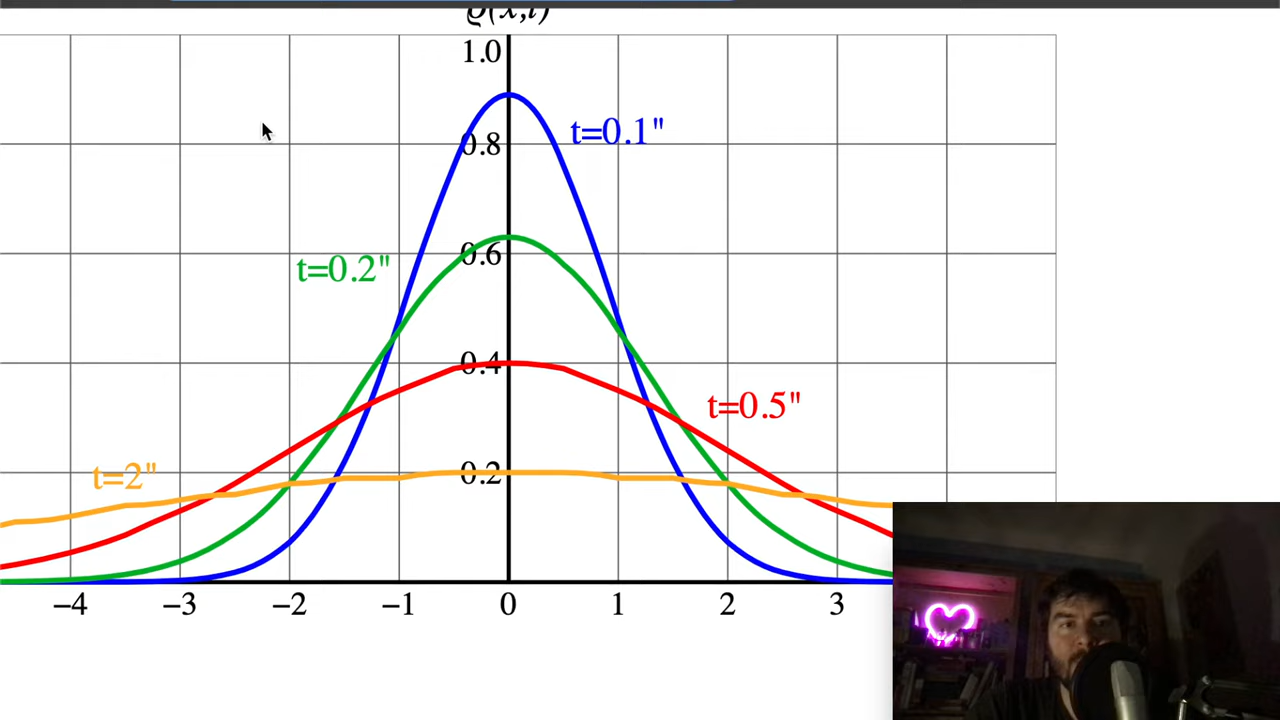 ϱ(x,t)
1.0
t=0.1"
0.8
t=0.2"
0.6
0.4
t=0.5"
t=2"
0.2
−4 −3 −2 −1 0 1 2 3